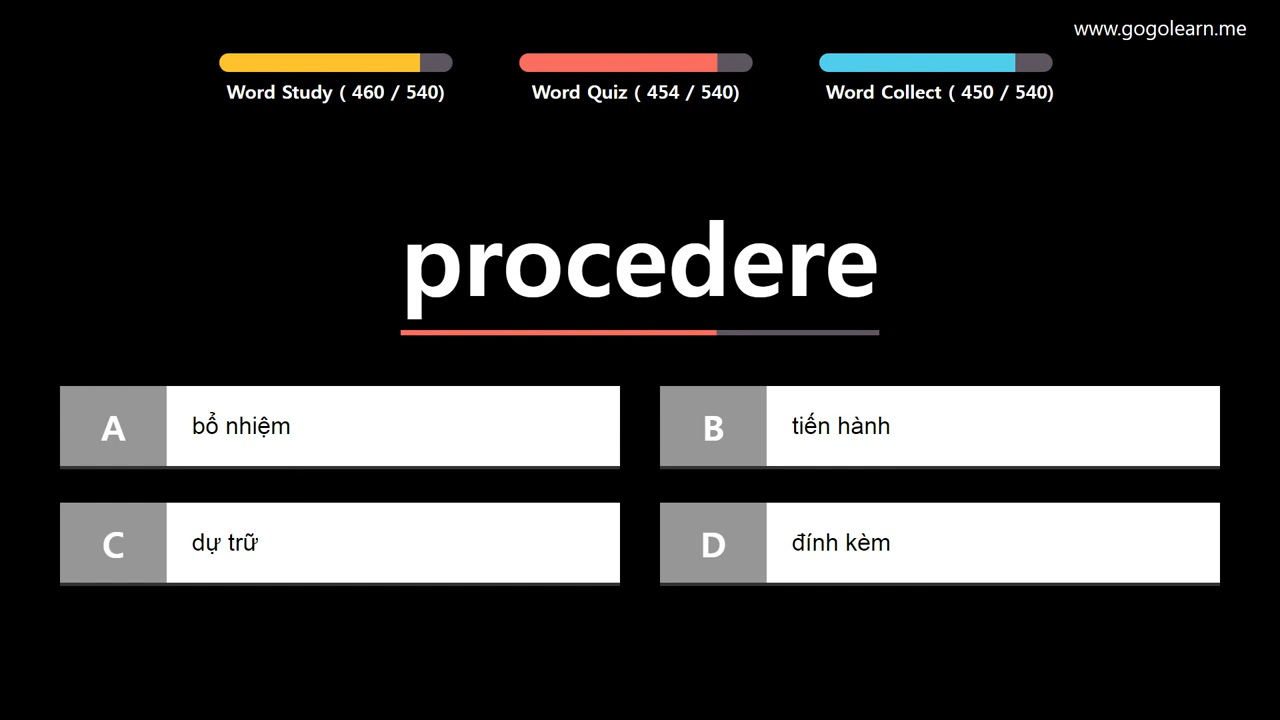 www.gogolearn.me
Word Study ( 460 / 540)
Word Quiz ( 454 / 540)
Word Collect ( 450 / 540)
procedere
A bổ nhiệm
B tiến hành
C dự trữ
D đính kèm